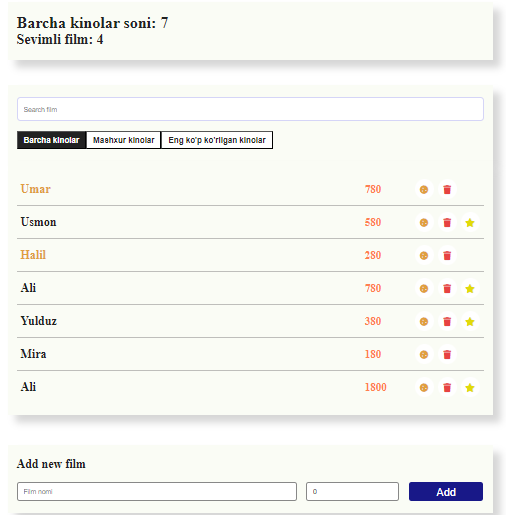 Barcha kinolar soni: 7
Sevimli film: 4
Search film
Barcha kinolar Mashxur kinolar Eng ko'p ko'rilgan kinolar
Umar 780
Usmon 580
Halil 280
Ali 780
Yulduz 380
Mira 180
Ali 1800
Add new film
Film nomi 0 Add